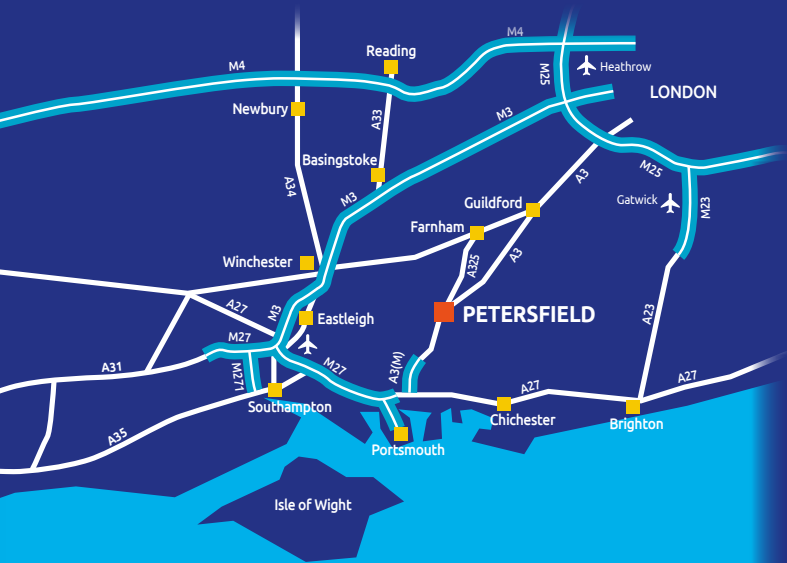 M4
Reading
M4
M25
Heathrow
LONDON
Newbury
A33
M3
Basingstoke
M25
A34
M3
A3
Guildford
Gatwick
M23
Farnham
A325
A3
Winchester
A27
M3
Eastleigh
PETERSFIELD
A23
M27
M27
A3(M)
A31
M271
A27
A27
Southampton
Chichester
Brighton
A35
Portsmouth
Isle of Wight